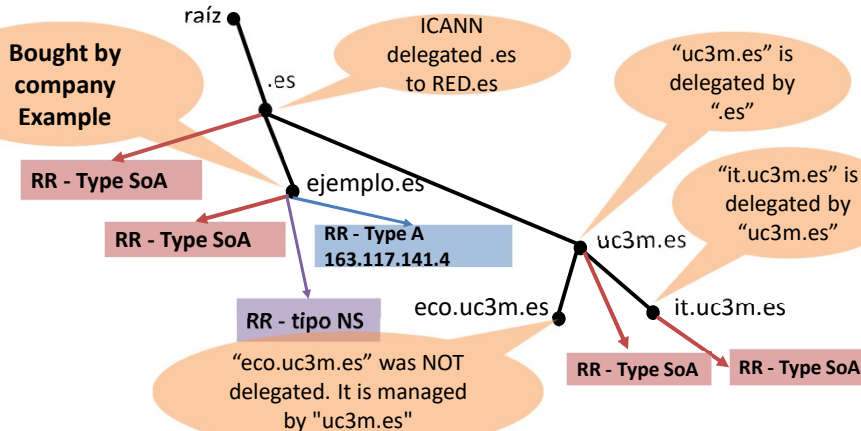 raíz
Bought by
company
Example
.es
ICANN
delegated .es
to RED.es
“uc3m.es” is
delegated by
“.es”
RR - Type SoA
ejemplo.es
“it.uc3m.es” is
delegated by
“uc3m.es”
RR - Type SoA
RR - Type A
163.117.141.4
uc3m.es
RR - tipo NS
eco.uc3m.es
it.uc3m.es
“eco.uc3m.es” was NOT
delegated. It is managed
by "uc3m.es"
RR - Type SoA
RR - Type SoA